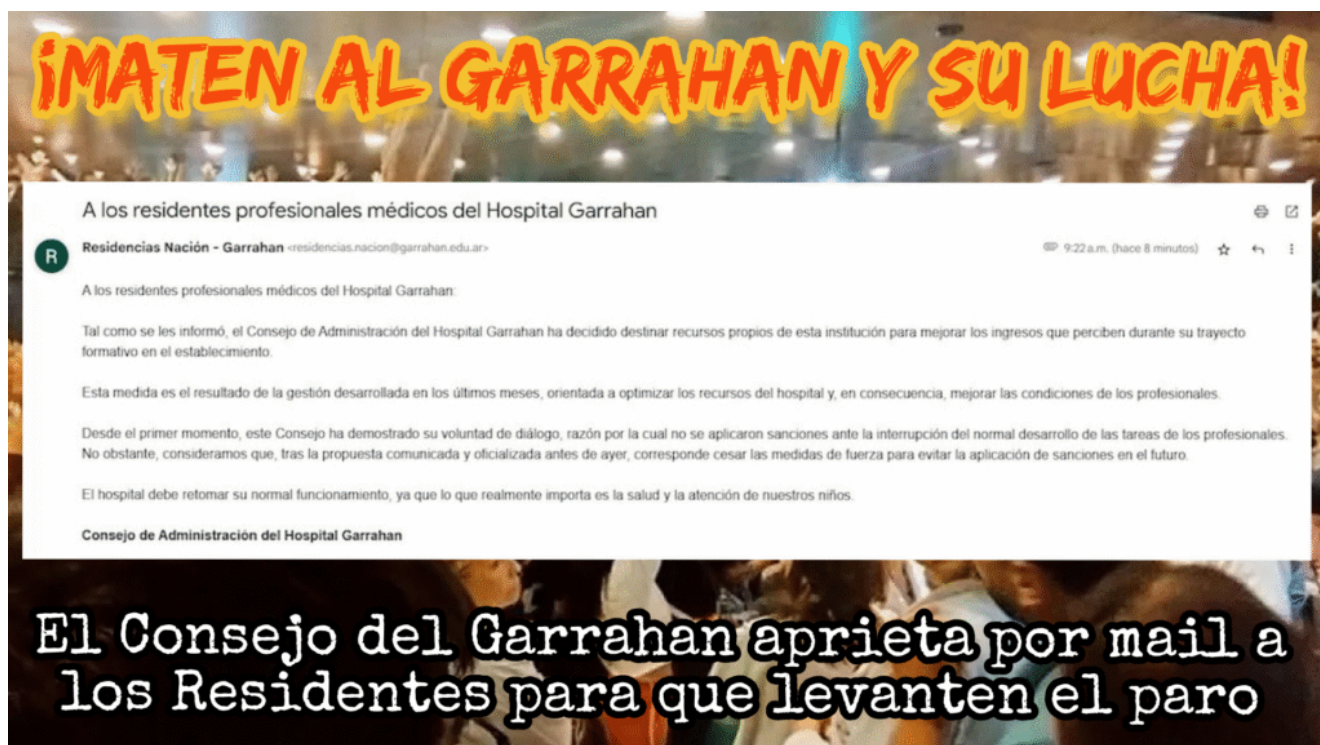 ¡MATEN AL GARRAHAN Y SU LUCHA!
A los residentes profesionales médicos del Hospital Garrahan
R
Residencias Nación - Garrahan <residencias.nacion@garrahan.edu.ar>
9:22 a.m. (hace 8 minutos)
A los residentes profesionales médicos del Hospital Garrahan:
Tal como se les informó, el Consejo de Administración del Hospital Garrahan ha decidido destinar recursos propios de esta institución para mejorar los ingresos que perciben durante su trayecto
formativo en el establecimiento.
Esta medida es el resultado de la gestión desarrollada en los últimos meses, orientada a optimizar los recursos del hospital y, en consecuencia, mejorar las condiciones de los profesionales.
Desde el primer momento, este Consejo ha demostrado su voluntad de diálogo, razón por la cual no se aplicaron sanciones ante la interrupción del normal desarrollo de las tareas de los profesionales.
No obstante, consideramos que, tras la propuesta comunicada y oficializada antes de ayer, corresponde cesar las medidas de fuerza para evitar la aplicación de sanciones en el futuro.
El hospital debe retomar su normal funcionamiento, ya que lo que realmente importa es la salud y la atención de nuestros niños.
Consejo de Administración del Hospital Garrahan
El Consejo del Garrahan aprieta por mail a
los Residentes para que levanten el paro